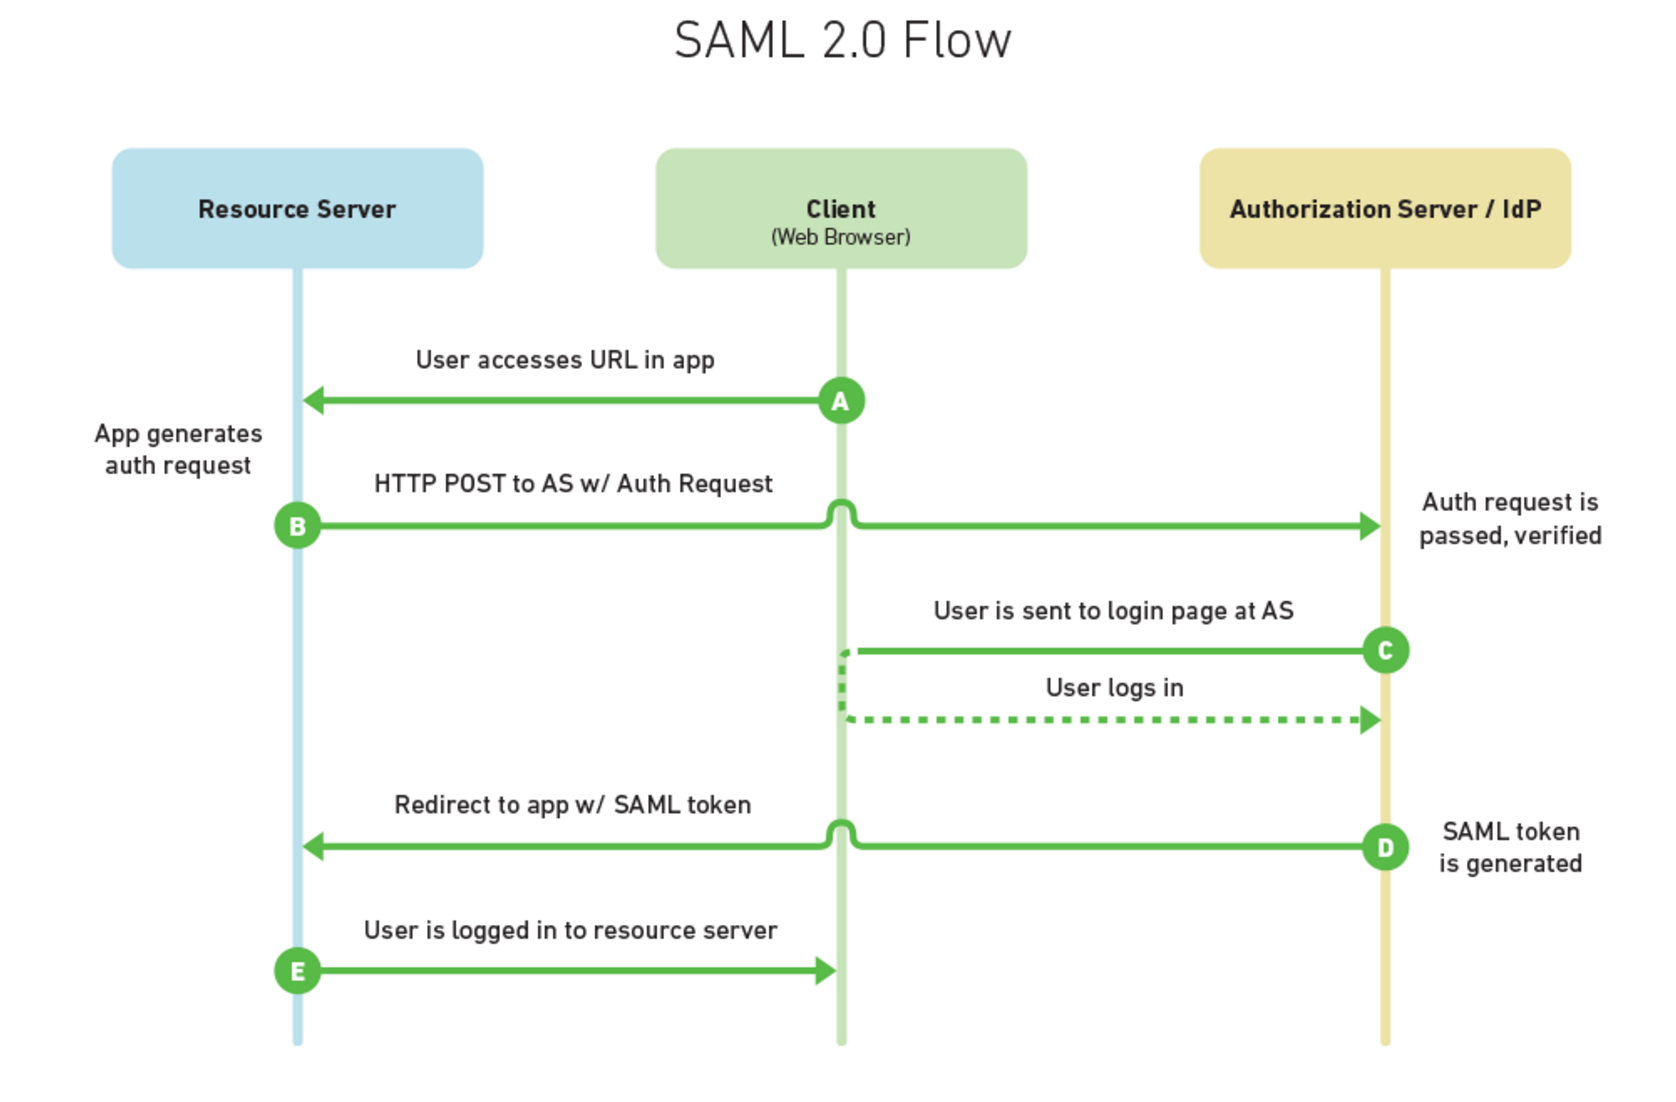 SAML 2.0 Flow
Resource Server
Client
(Web Browser)
Authorization Server / IdP
User accesses URL in app
A
App generates
auth request
HTTP POST to AS w/ Auth Request
B
Auth request is
passed, verified
User is sent to login page at AS
C
User logs in
Redirect to app w/ SAML token
D
SAML token
is generated
User is logged in to resource server
E